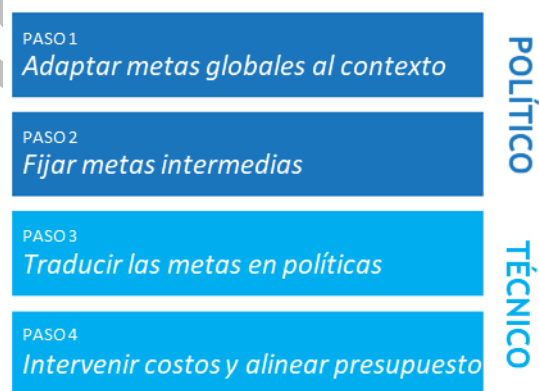 PASO 1
Adaptar metas globales al contexto
PASO 2
Fijar metas intermedias
POLÍTICO
PASO 3
Traducir las metas en políticas
PASO 4
Intervenir costos y alinear presupuesto
TÉCNICO